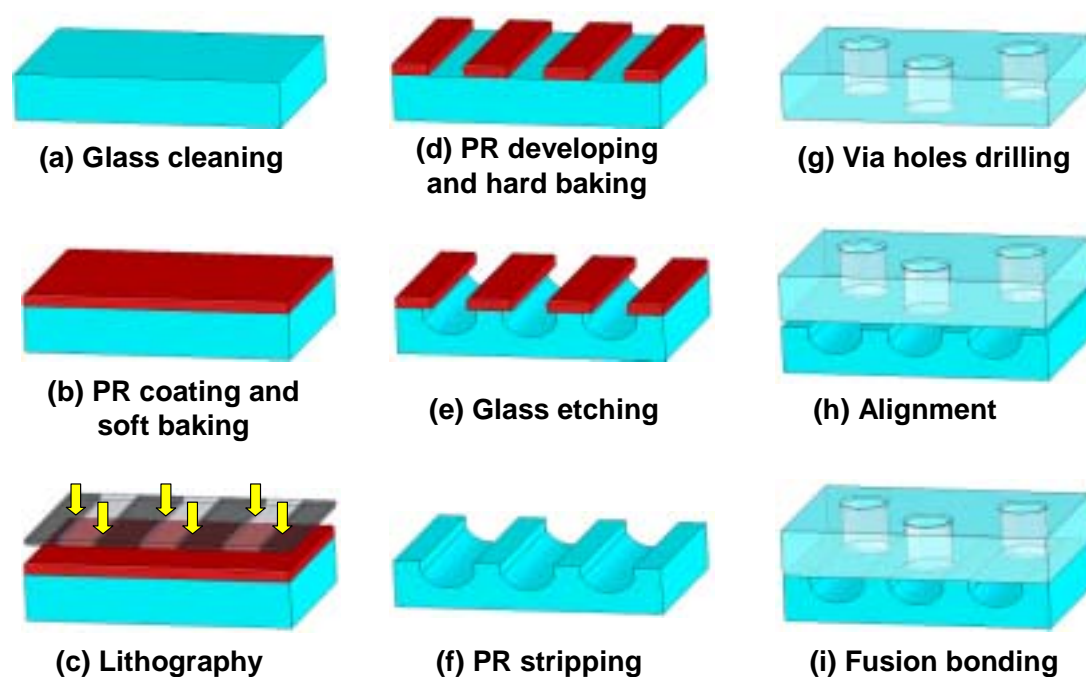 (a) Glass cleaning
(b) PR coating and
soft baking
(c) Lithography
(d) PR developing
and hard baking
(e) Glass etching
(f) PR stripping
(g) Via holes drilling
(h) Alignment
(i) Fusion bonding